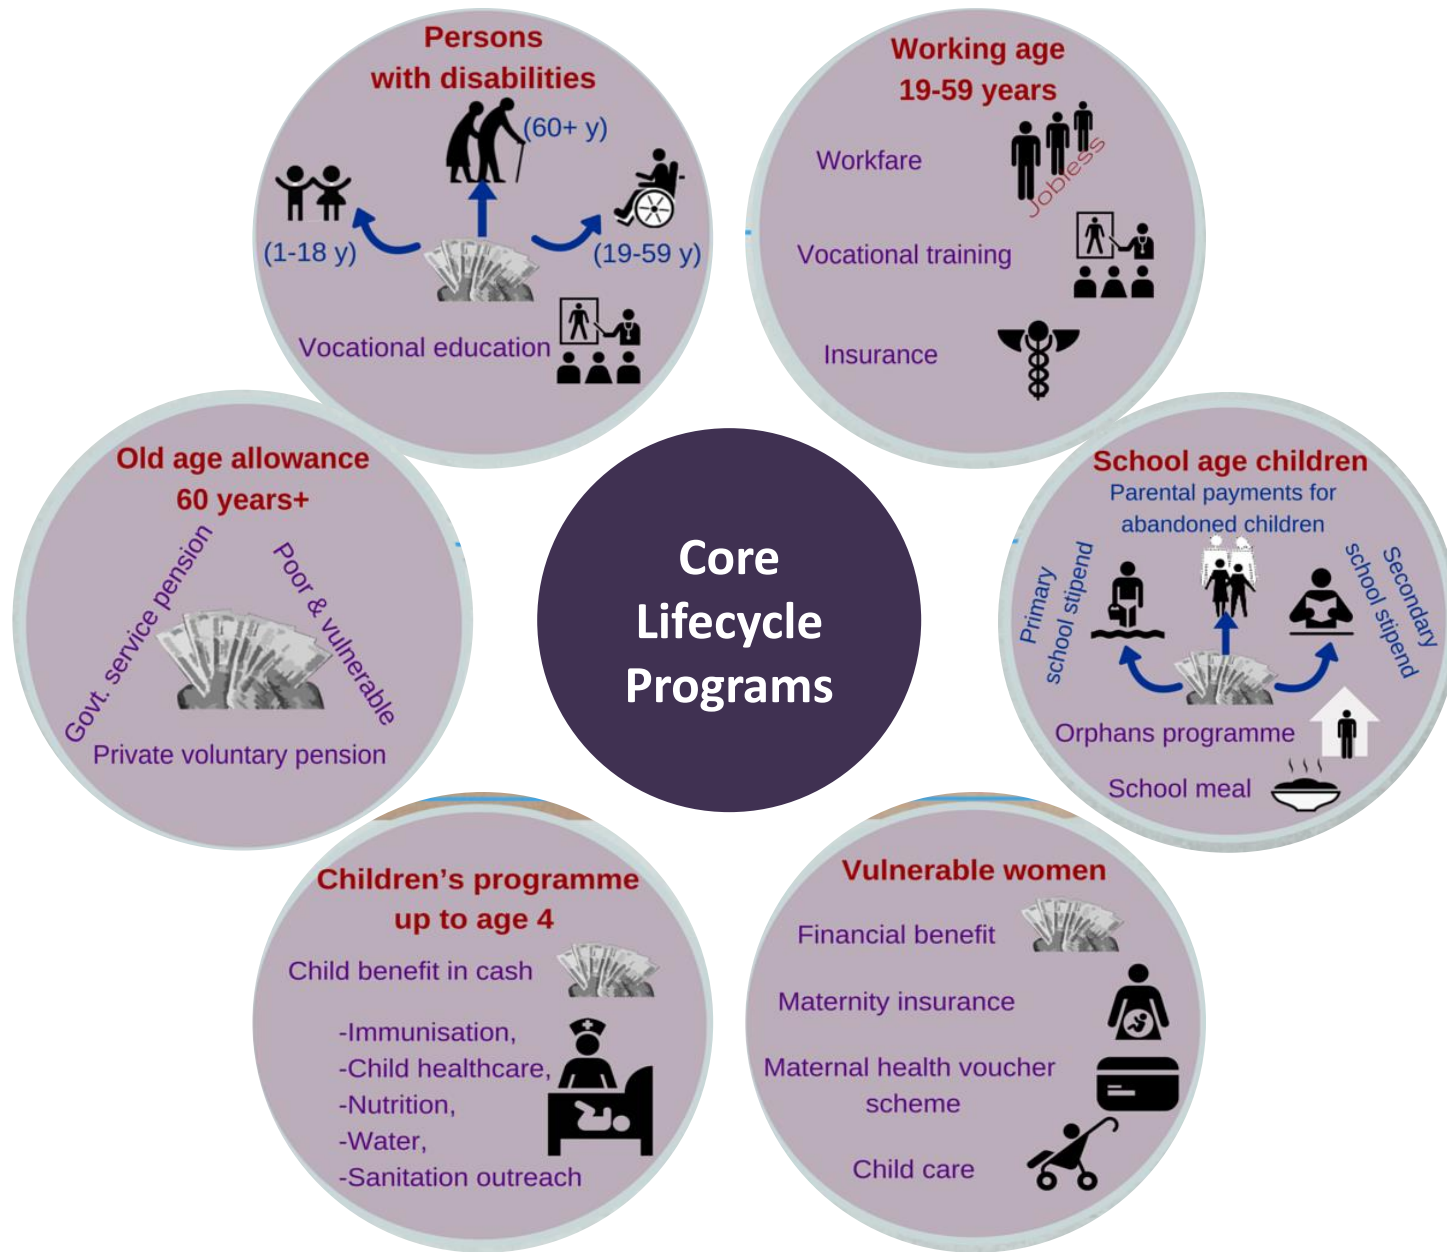 Persons
with disabilities
(60+ y)
(1-18 y)
(19-59 y)
Vocational education
Working age
19-59 years
Workfare
Jobless
Vocational training
Insurance
Old age allowance
60 years+
Govt. service pension
Poor & vulnerable
Private voluntary pension
Core
Lifecycle
Programs
School age children
Parental payments for
abandoned children
Primary
school stipend
Secondary
school stipend
Orphans programme
School meal
Children’s programme
up to age 4
Child benefit in cash
-Immunisation,
-Child healthcare,
-Nutrition,
-Water,
-Sanitation outreach
Vulnerable women
Financial benefit
Maternity insurance
Maternal health voucher
scheme
Child care